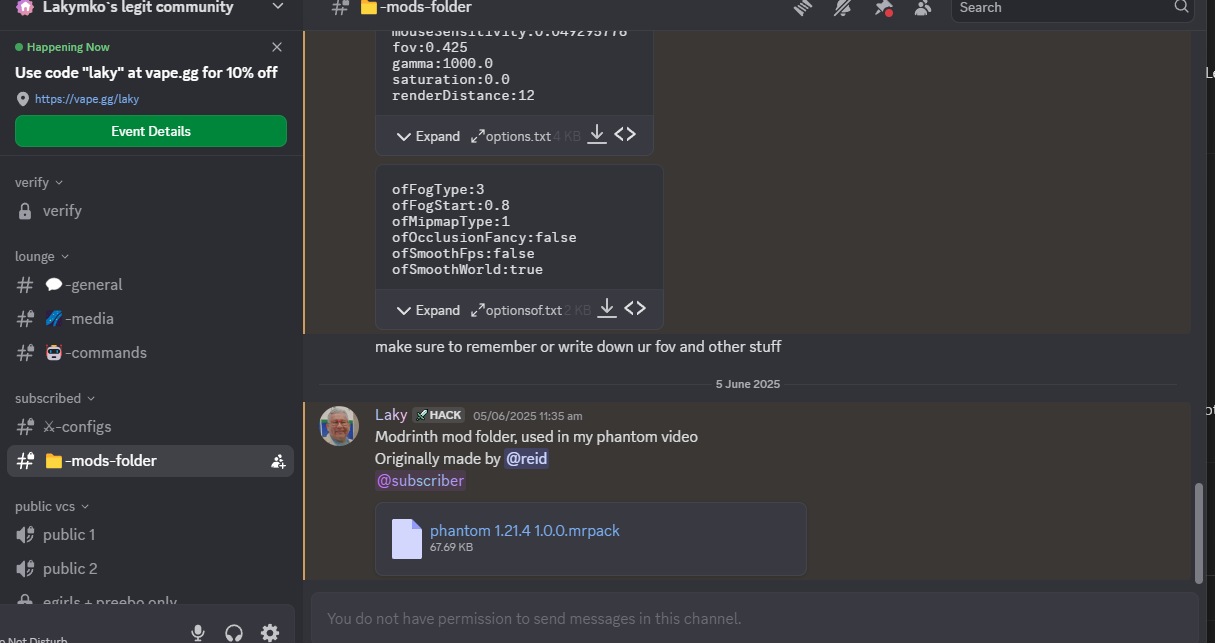 Lakymko`s legit community
Happening Now
Use code "laky" at vape.gg for 10% off
https://vape.gg/laky
Event Details
verify
verify
lounge
-general
-media
-commands
subscribed
-configs
-mods-folder
public vcs
public 1
public 2
egirls + preebo only
Not Disturb
-mods-folder
Search
mouseSensitivity:0.049295776
fov:0.425
gamma:1000.0
saturation:0.0
renderDistance:12
Expand options.txt 4 KB
ofFogType:3
ofFogStart:0.8
ofMipmapType:1
ofOcclusionFancy:false
ofSmoothFps:false
ofSmoothWorld:true
Expand optionsof.txt 2 KB
make sure to remember or write down ur fov and other stuff
5 June 2025
Laky HACK 05/06/2025 11:35 am
Modrinth mod folder, used in my phantom video
Originally made by @reid
@subscriber
phantom 1.21.4 1.0.0.mrpack
67.69 KB
You do not have permission to send messages in this channel.